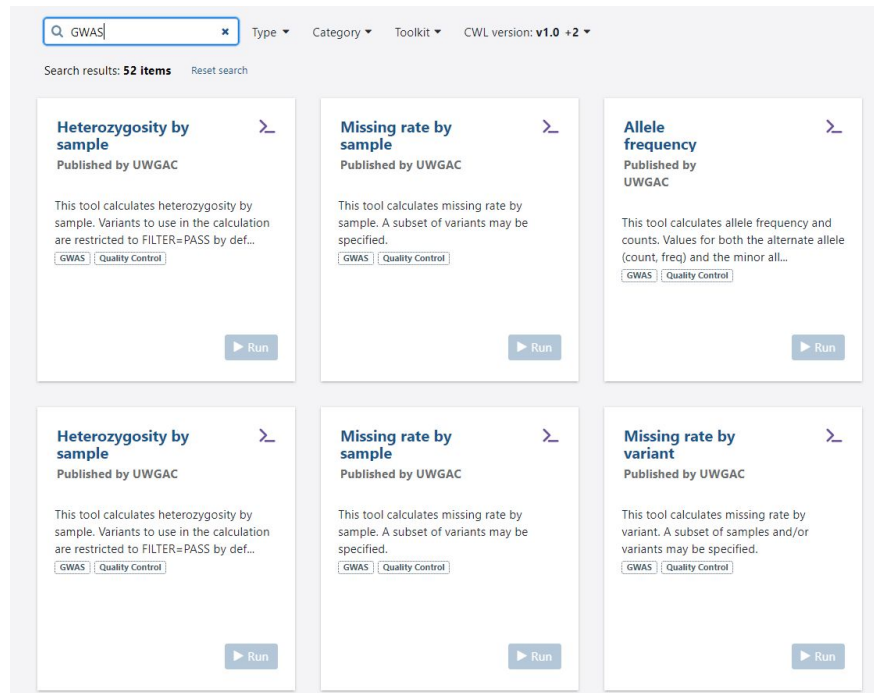 GWAS
Type
Category
Toolkit
CWL version: v1.0 +2
Search results: 52 items Reset search
Heterozygosity by
sample
Published by UWGAC
This tool calculates heterozygosity by
sample. Variants to use in the calculation
are restricted to FILTER=PASS by def...
GWAS Quality Control
Run
Missing rate by
sample
Published by UWGAC
This tool calculates missing rate by
sample. A subset of variants may be
specified.
GWAS Quality Control
Run
Allele
frequency
Published by
UWGAC
This tool calculates allele frequency and
counts. Values for both the alternate allele
(count, freq) and the minor all...
GWAS Quality Control
Run
Heterozygosity by
sample
Published by UWGAC
This tool calculates heterozygosity by
sample. Variants to use in the calculation
are restricted to FILTER=PASS by def...
GWAS Quality Control
Run
Missing rate by
sample
Published by UWGAC
This tool calculates missing rate by
sample. A subset of variants may be
specified.
GWAS Quality Control
Run
Missing rate by
variant
Published by UWGAC
This tool calculates missing rate by
variant. A subset of samples and/or
variants may be specified.
GWAS Quality Control
Run